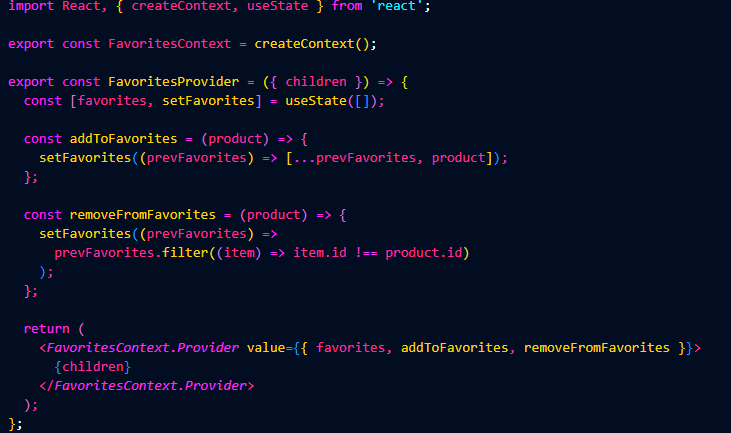 import React, { createContext, useState } from 'react';

export const FavoritesContext = createContext();

export const FavoritesProvider = ({ children }) => {
  const [favorites, setFavorites] = useState([]);

  const addToFavorites = (product) => {
    setFavorites((prevFavorites) => [...prevFavorites, product]);
  };

  const removeFromFavorites = (product) => {
    setFavorites((prevFavorites) =>
      prevFavorites.filter((item) => item.id !== product.id)
    );
  };

  return (
    <FavoritesContext.Provider value={{ favorites, addToFavorites, removeFromFavorites }}>
      {children}
    </FavoritesContext.Provider>
  );
};